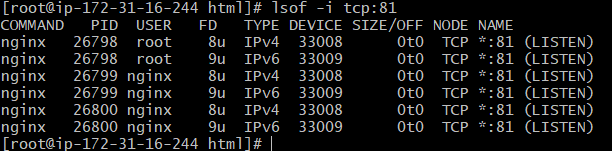 [root@ip-172-31-16-244 html]# lsof -i tcp:81
COMMAND   PID  USER   FD   TYPE DEVICE SIZE/OFF NODE NAME
nginx   26798  root    8u  IPv4  33008      0t0  TCP *:81 (LISTEN)
nginx   26798  root    9u  IPv6  33009      0t0  TCP *:81 (LISTEN)
nginx   26799 nginx    8u  IPv4  33008      0t0  TCP *:81 (LISTEN)
nginx   26799 nginx    9u  IPv6  33009      0t0  TCP *:81 (LISTEN)
nginx   26800 nginx    8u  IPv4  33008      0t0  TCP *:81 (LISTEN)
nginx   26800 nginx    9u  IPv6  33009      0t0  TCP *:81 (LISTEN)
[root@ip-172-31-16-244 html]#